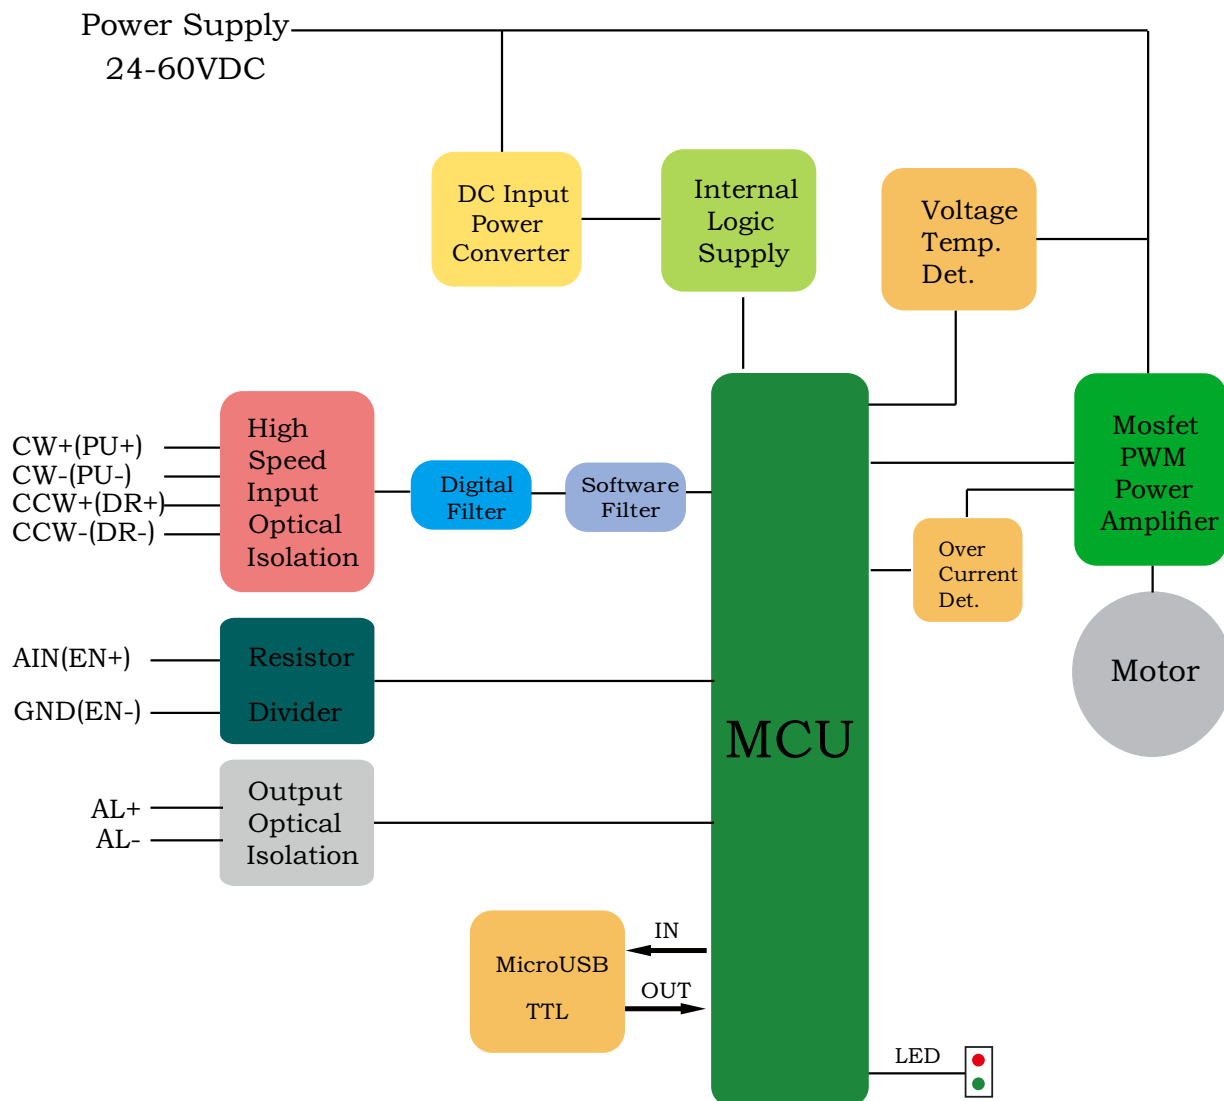 Power Supply
24-60VDC
DC Input
Power
Converter
Internal
Logic
Supply
Voltage
Temp.
Det.
CW+(PU+)
CW-(PU-)
CCW+(DR+)
CCW-(DR-)
High
Speed
Input
Optical
Isolation
Digital
Filter
Software
Filter
Mosfet
PWM
Power
Amplifier
Over
Current
Det.
Motor
AIN(EN+)
GND(EN-)
Resistor
Divider
MCU
AL+
AL-
Output
Optical
Isolation
MicroUSB
TTL
IN
OUT
LED